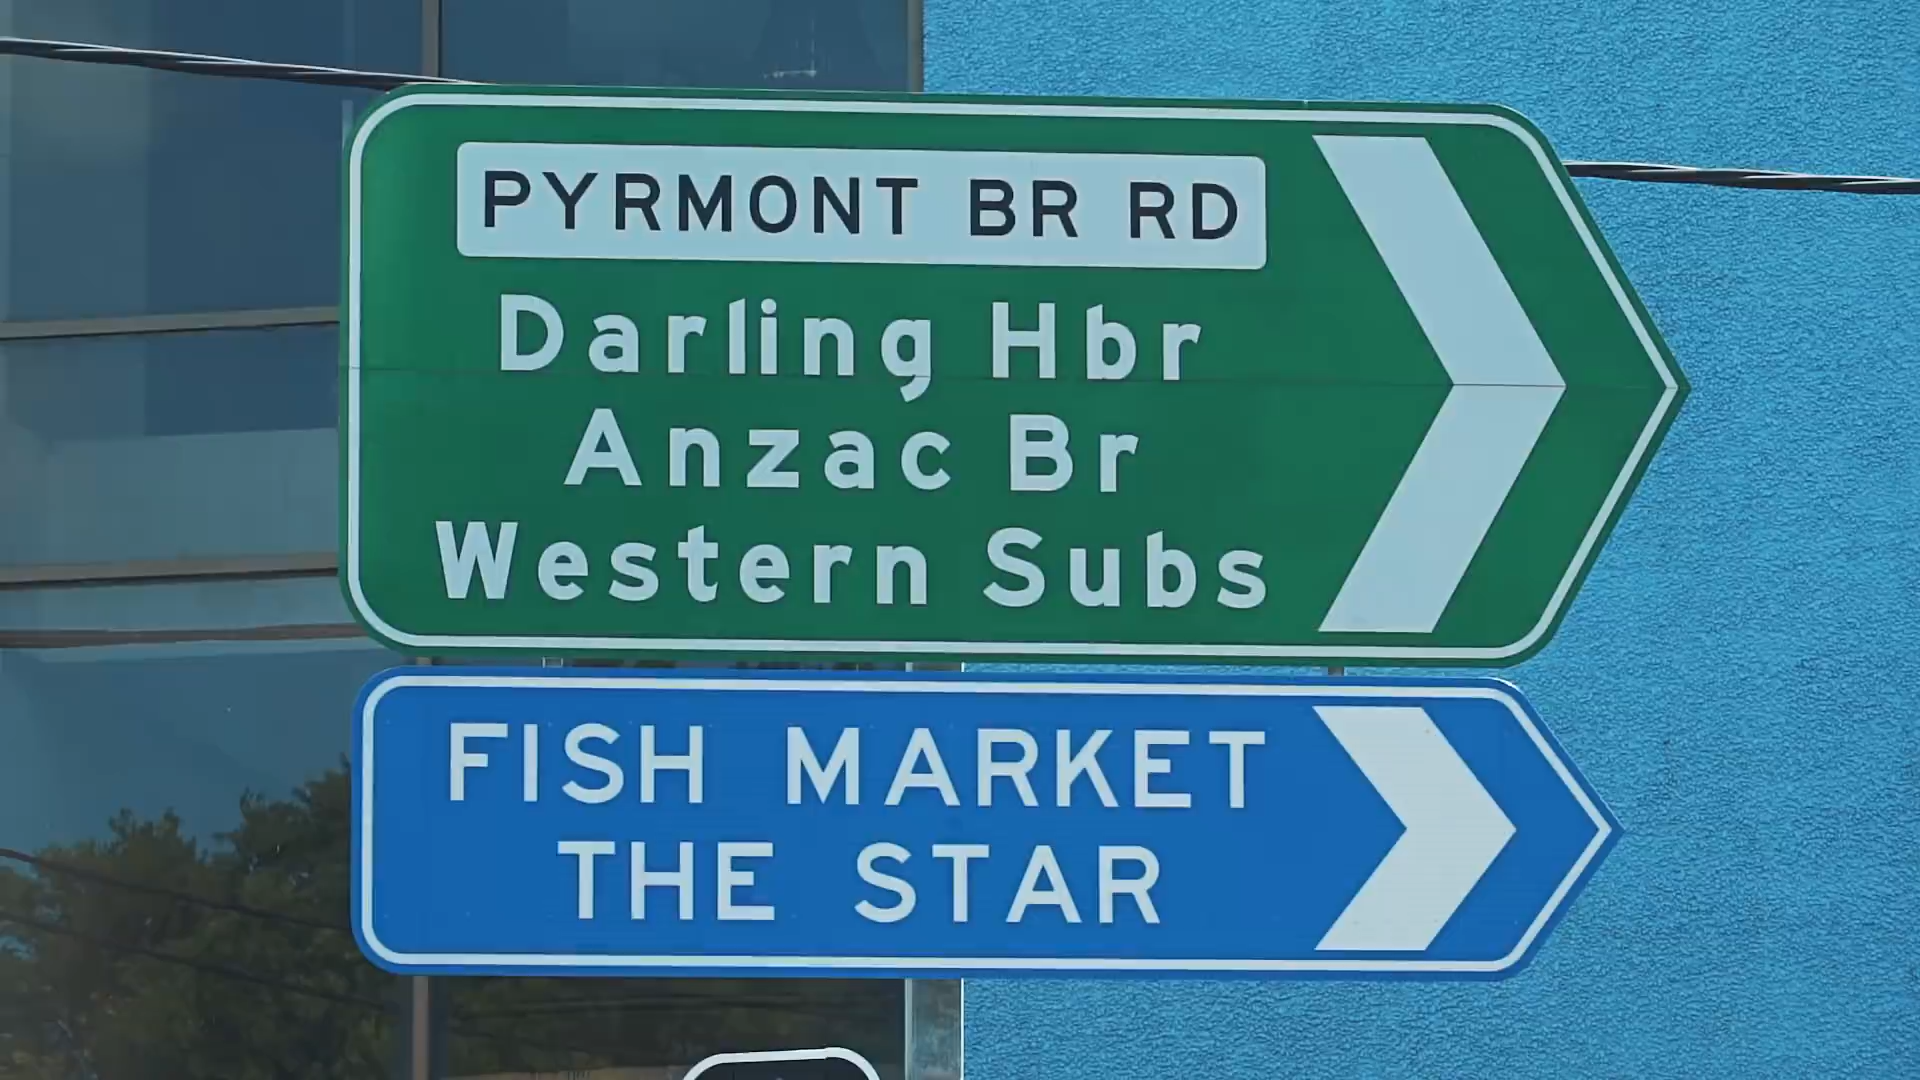 PYRMONT BR RD
Darling Hbr
Anzac Br
Western Subs
FISH MARKET
THE STAR